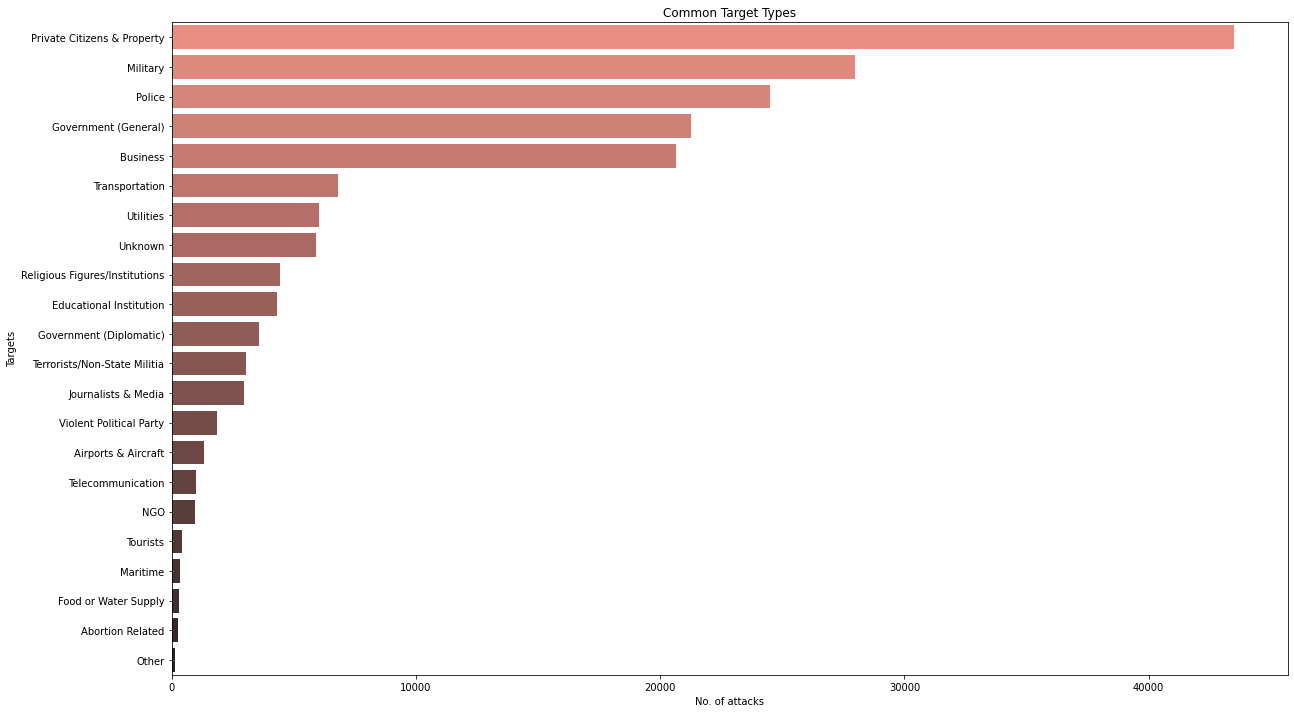 Common Target Types
Private Citizens & Property
Military
Police
Government (General)
Business
Transportation
Utilities
Unknown
Religious Figures/Institutions
Educational Institution
Government (Diplomatic)
Terrorists/Non-State Militia
Journalists & Media
Violent Political Party
Airports & Aircraft
Telecommunication
NGO
Tourists
Maritime
Food or Water Supply
Abortion Related
Other
Targets
0 10000 20000 30000 40000
No. of attacks